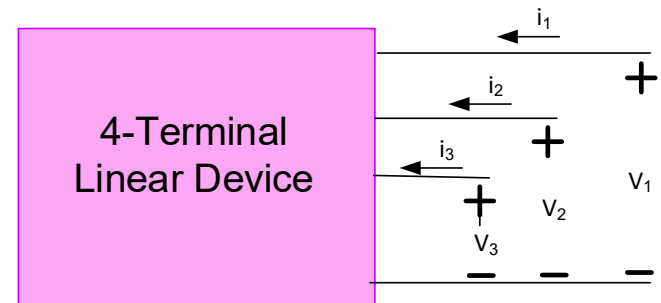 i₁
i₂
4-Terminal
Linear Device
i₃
+
+
+
V₁
V₂
V₃
− − −